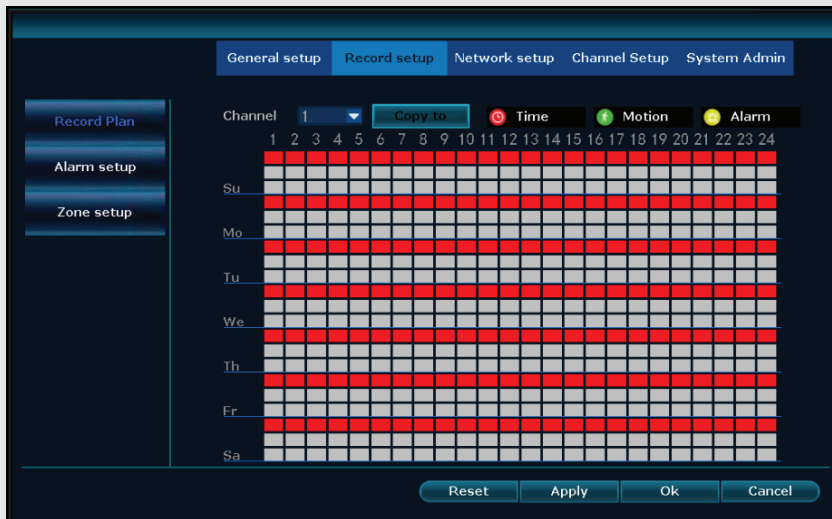 General setup Record setup Network setup Channel Setup System Admin
Record Plan
Alarm setup
Zone setup
Channel 1 Copy to Time Motion Alarm
1 2 3 4 5 6 7 8 9 10 11 12 13 14 15 16 17 18 19 20 21 22 23 24
Su
Mo
Tu
We
Th
Fr
Sa
Reset Apply Ok Cancel